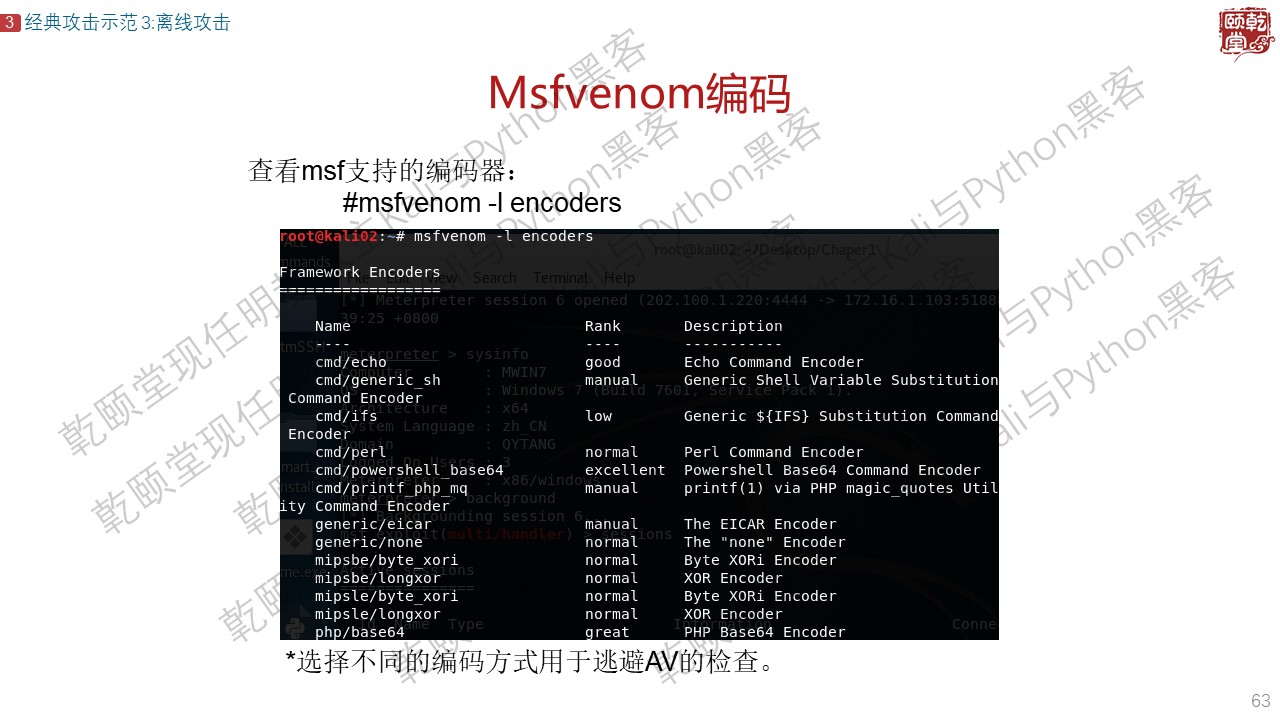 3 经典攻击示范3:离线攻击
乾颐堂
Msfvenom编码
查看msf支持的编码器：
#msfvenom -l encoders
root@kali02:~# msfvenom -l encoders
Framework Encoders
==================
Name Rank Description
---- ---- -----------
cmd/echo good Echo Command Encoder
cmd/generic_sh manual Generic Shell Variable Substitution
Command Encoder
cmd/ifs low Generic ${IFS} Substitution Command
Encoder
cmd/perl normal Perl Command Encoder
cmd/powershell_base64 excellent Powershell Base64 Command Encoder
cmd/printf_php_mq manual printf(1) via PHP magic_quotes Util
ity Command Encoder
generic/eicar manual The EICAR Encoder
generic/none normal The "none" Encoder
mipsbe/byte_xori normal Byte XORi Encoder
mipsbe/longxor normal XOR Encoder
mipsle/byte_xori normal Byte XORi Encoder
mipsle/longxor normal XOR Encoder
php/base64 great PHP Base64 Encoder
*选择不同的编码方式用于逃避AV的检查。
63